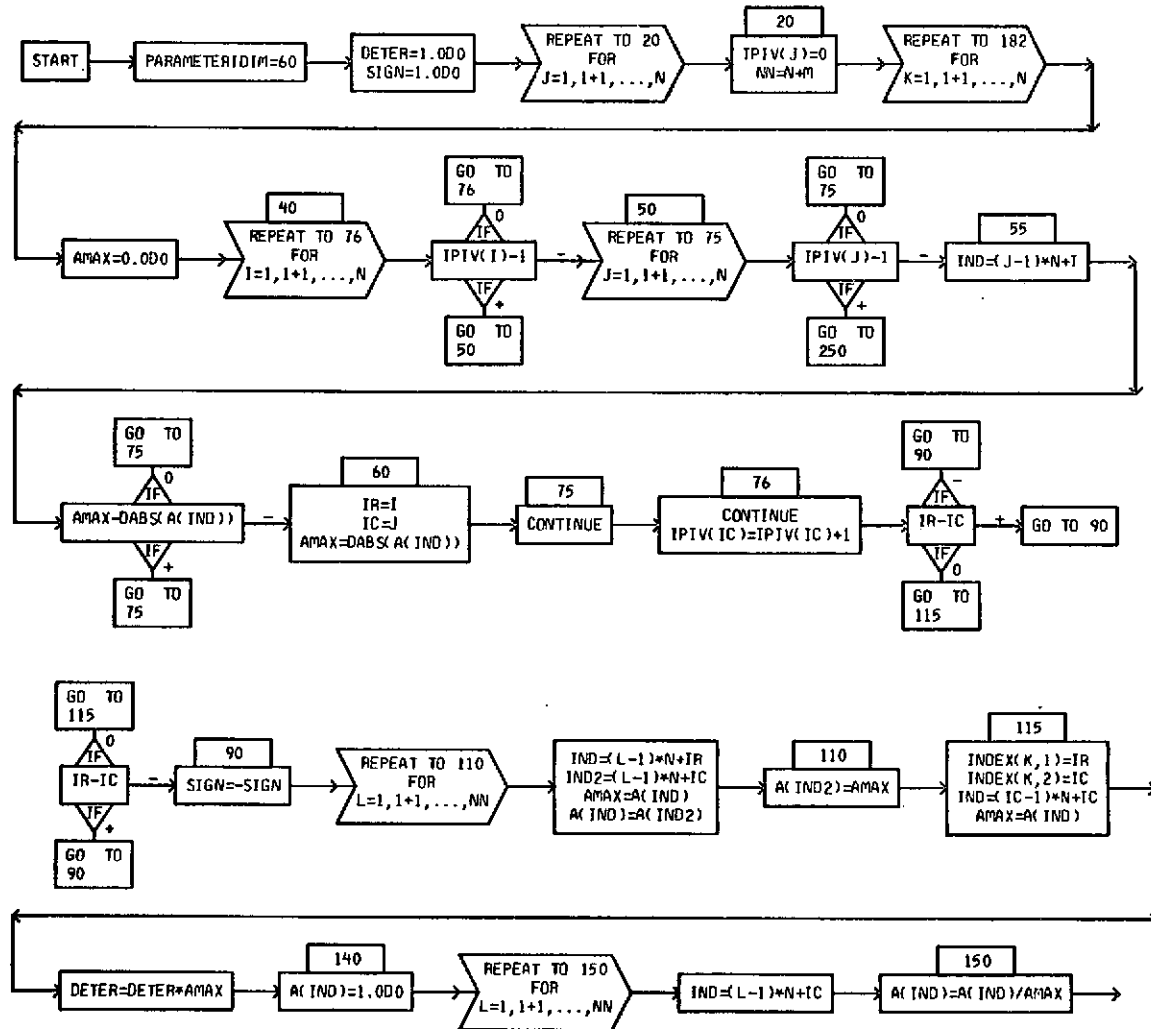 START
PARAMETERIDIM=60
DETER=1.0D0
SIGN=1.0D0
REPEAT TO 20
FOR
J=1,1+1,...,N
20
IPIV(J)=0
NN=N+M
REPEAT TO 182
FOR
K=1,1+1,...,N
AMAX=0.0D0
40
REPEAT TO 76
FOR
I=1,1+1,...,N
GO TO
76
0
IF
IPIV(I)-1
-
IF
+
GO TO
50
50
REPEAT TO 75
FOR
J=1,1+1,...,N
GO TO
75
0
IF
IPIV(J)-1
-
IF
+
GO TO
250
55
IND=(J-1)*N+I
GO TO
75
0
IF
AMAX-DABS(A(IND))
-
IF
+
GO TO
75
60
IR=I
IC=J
AMAX=DABS(A(IND))
75
CONTINUE
76
CONTINUE
IPIV(IC)=IPIV(IC)+1
GO TO
90
-
IF
IR-IC
+
GO TO 90
IF
0
GO TO
115
GO TO
115
0
IF
IR-IC
-
IF
+
GO TO
90
90
SIGN=-SIGN
REPEAT TO 110
FOR
L=1,1+1,...,NN
IND=(L-1)*N+IR
IND2=(L-1)*N+IC
AMAX=A(IND)
A(IND)=A(IND2)
110
A(IND2)=AMAX
115
INDEX(K,1)=IR
INDEX(K,2)=IC
IND=(IC-1)*N+IC
AMAX=A(IND)
DETER=DETER*AMAX
140
A(IND)=1.0D0
REPEAT TO 150
FOR
L=1,1+1,...,NN
IND=(L-1)*N+IC
150
A(IND)=A(IND)/AMAX